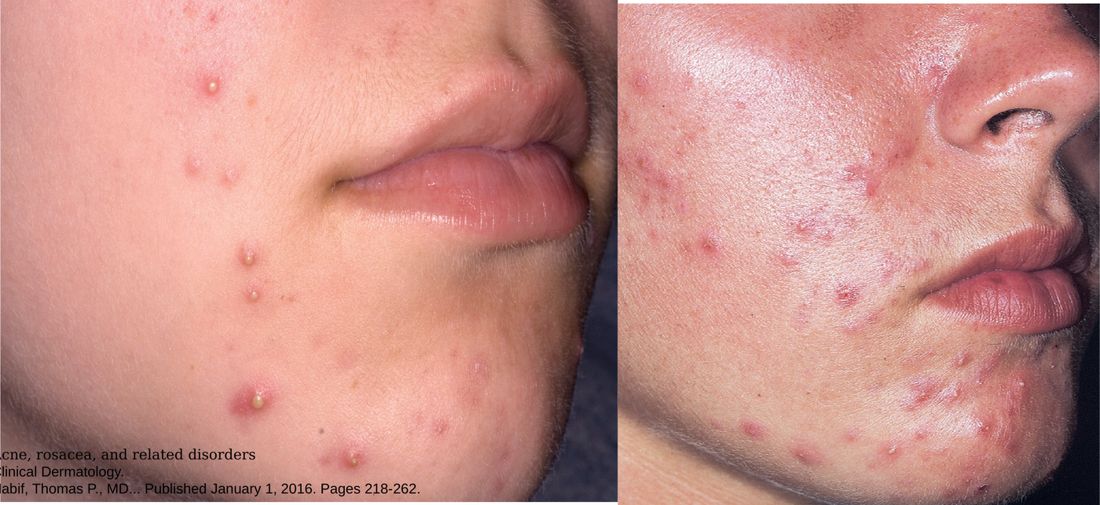 cne, rosacea, and related disorders
linical Dermatology.
abif, Thomas P., MD... Published January 1, 2016. Pages 218-262.